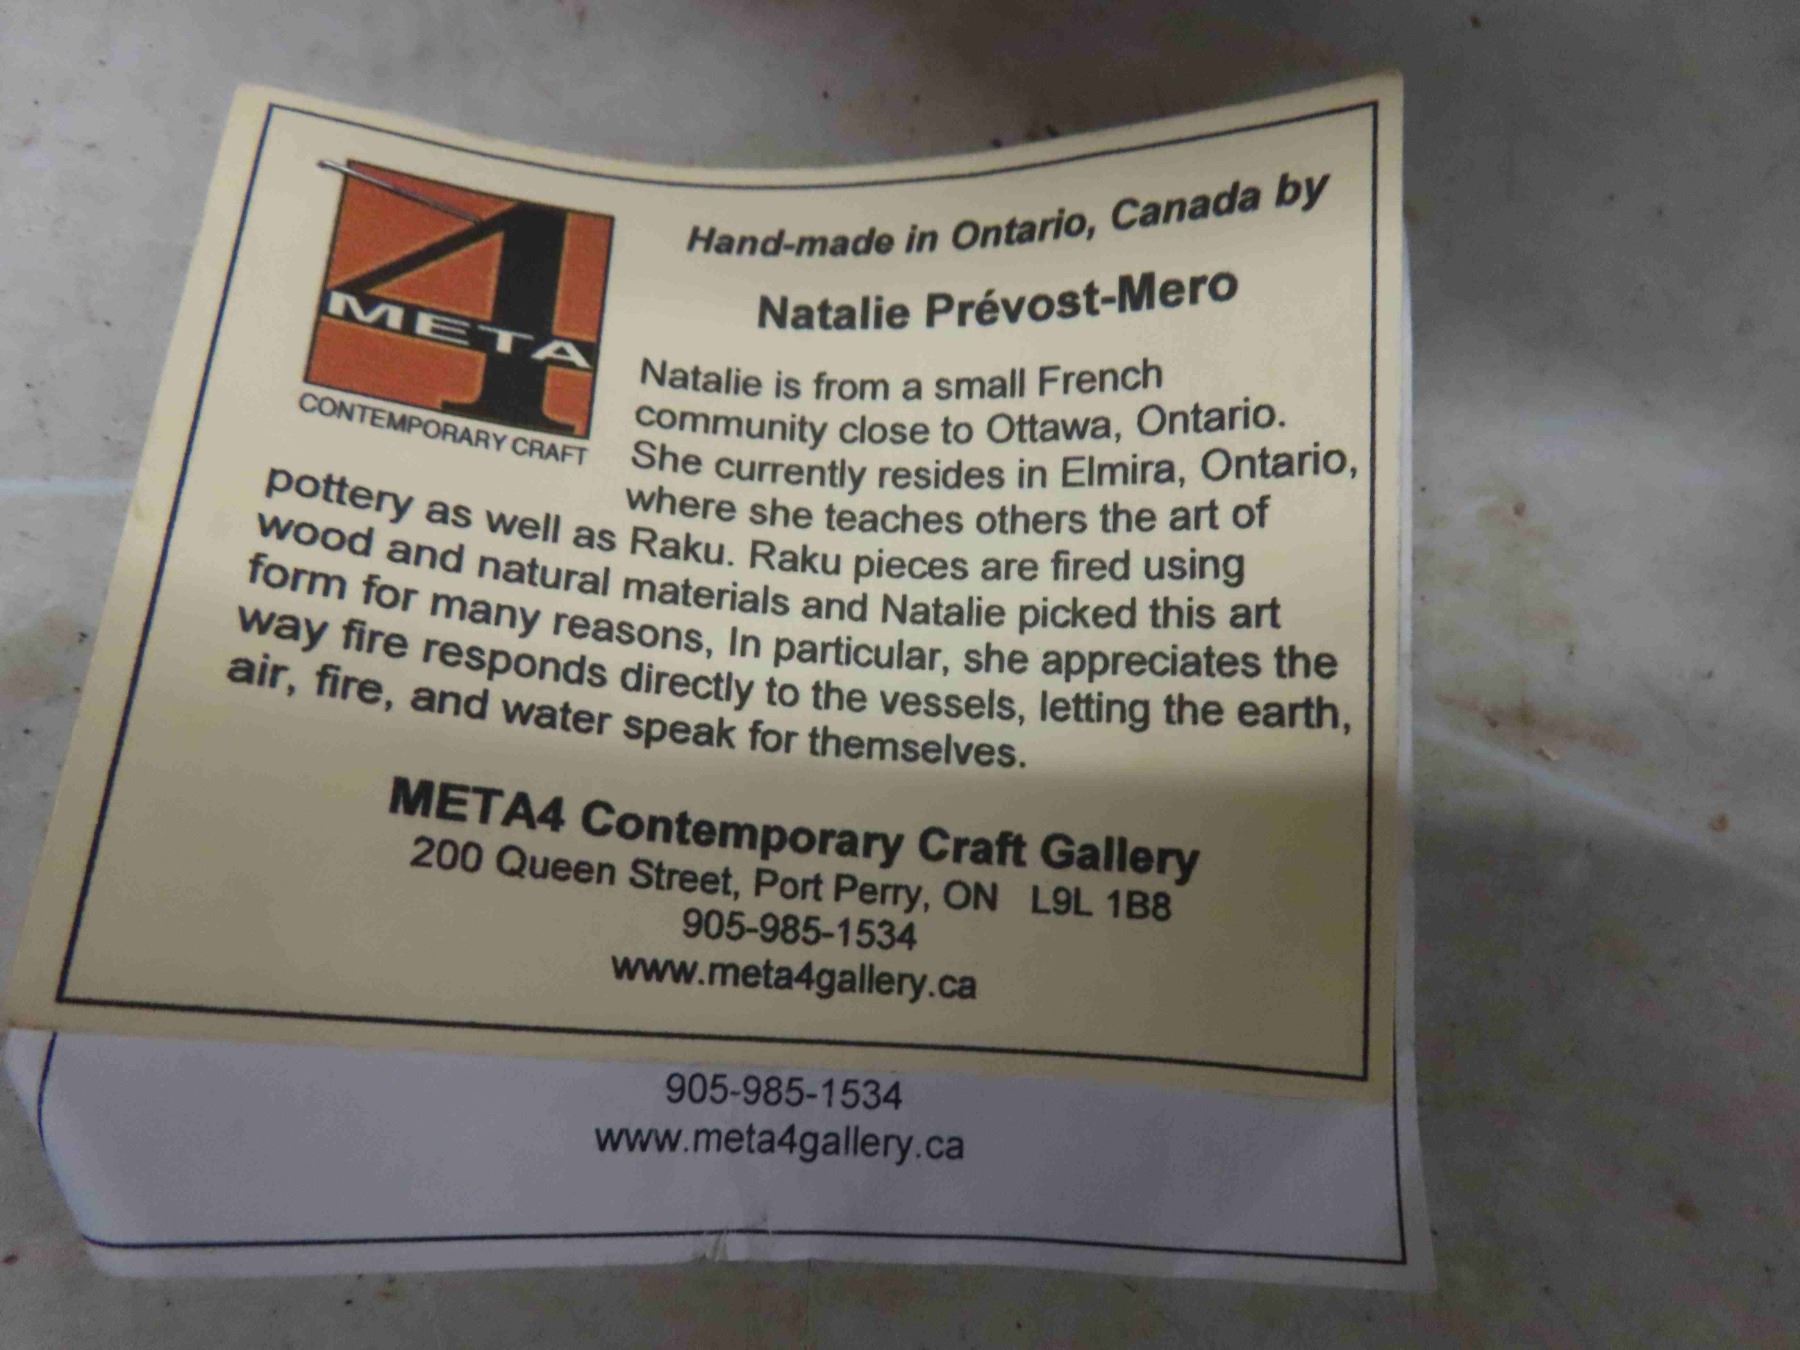 4
META
CONTEMPORARY CRAFT
Hand-made in Ontario, Canada by
Natalie Prévost-Mero
Natalie is from a small French
community close to Ottawa, Ontario.
She currently resides in Elmira, Ontario,
where she teaches others the art of
pottery as well as Raku. Raku pieces are fired using
wood and natural materials and Natalie picked this art
form for many reasons, In particular, she appreciates the
way fire responds directly to the vessels, letting the earth,
air, fire, and water speak for themselves.
META4 Contemporary Craft Gallery
200 Queen Street, Port Perry, ON L9L 1B8
905-985-1534
www.meta4gallery.ca
905-985-1534
www.meta4gallery.ca